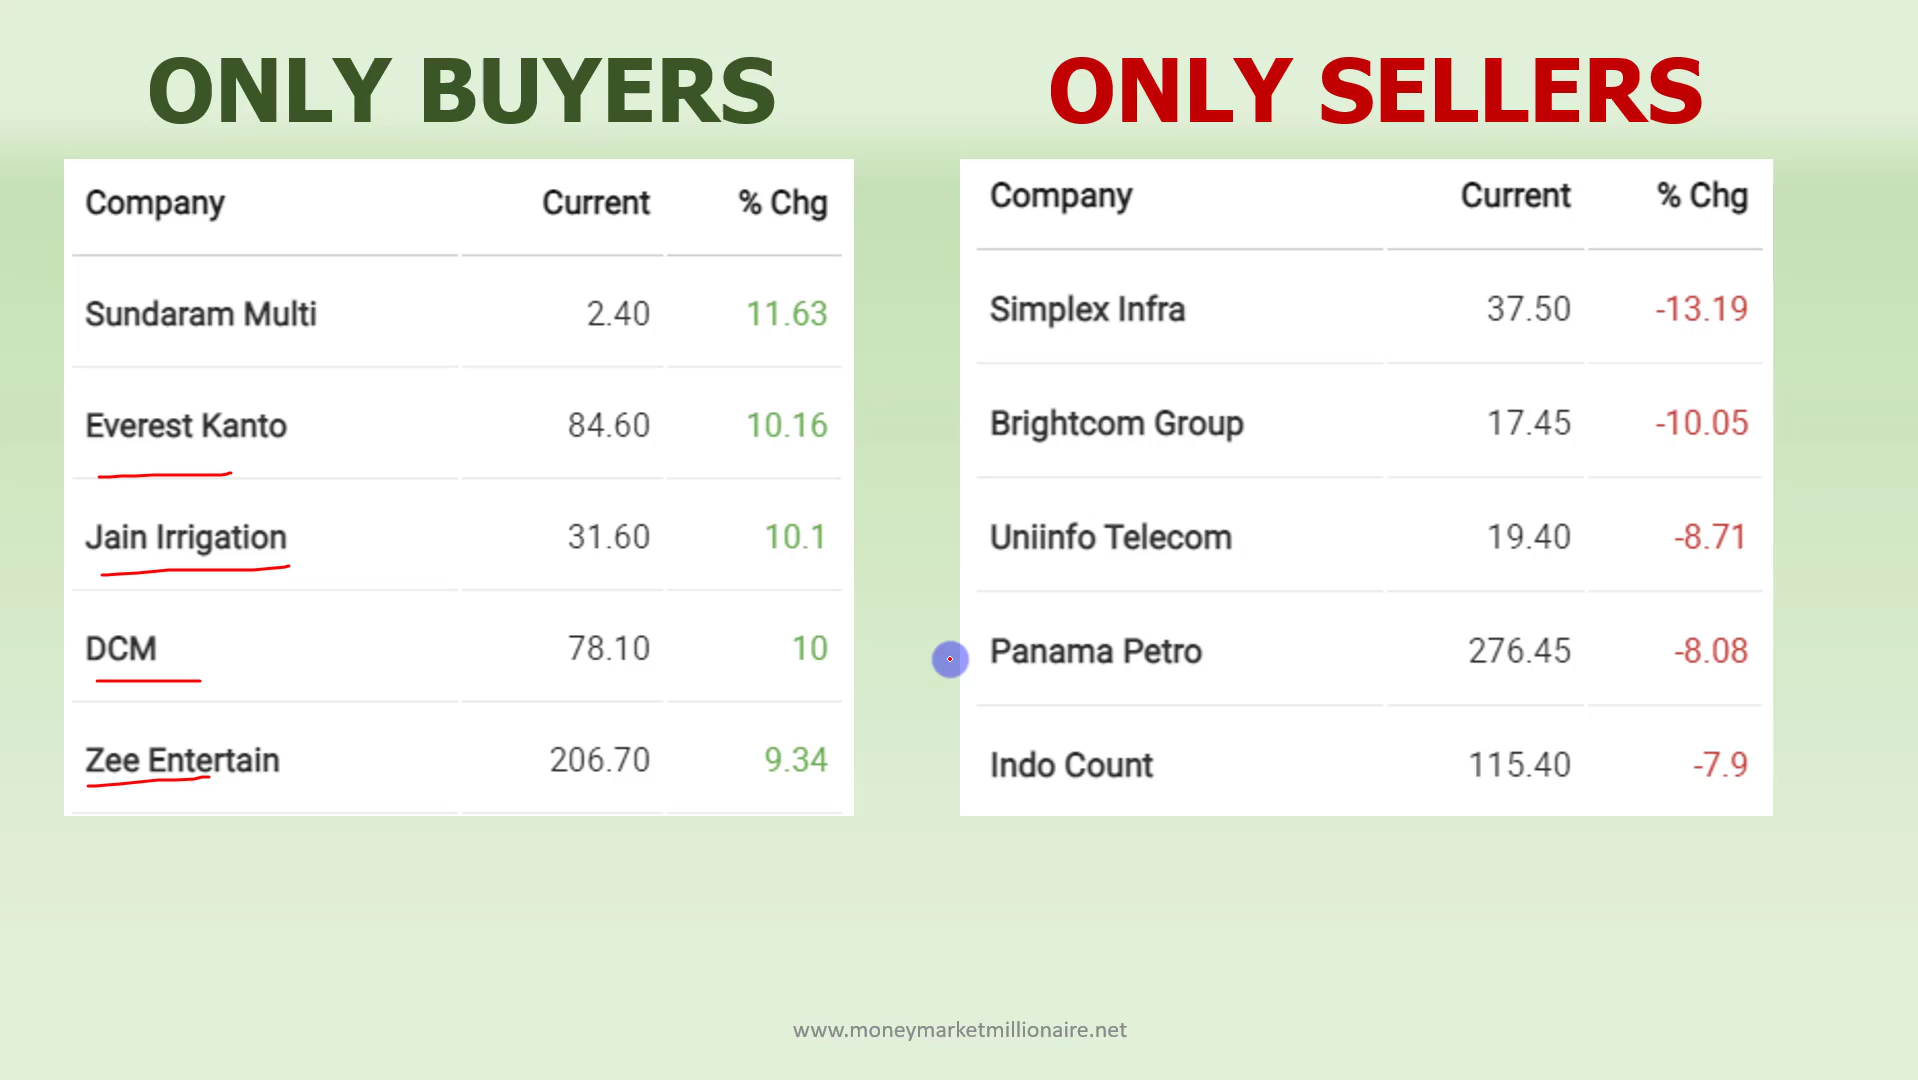 ONLY BUYERS
Company Current % Chg
Sundaram Multi 2.40 11.63
Everest Kanto 84.60 10.16
Jain Irrigation 31.60 10.1
DCM 78.10 10
Zee Entertain 206.70 9.34
ONLY SELLERS
Company Current % Chg
Simplex Infra 37.50 -13.19
Brightcom Group 17.45 -10.05
Uniinfo Telecom 19.40 -8.71
Panama Petro 276.45 -8.08
Indo Count 115.40 -7.9
www.moneymarketmillionaire.net